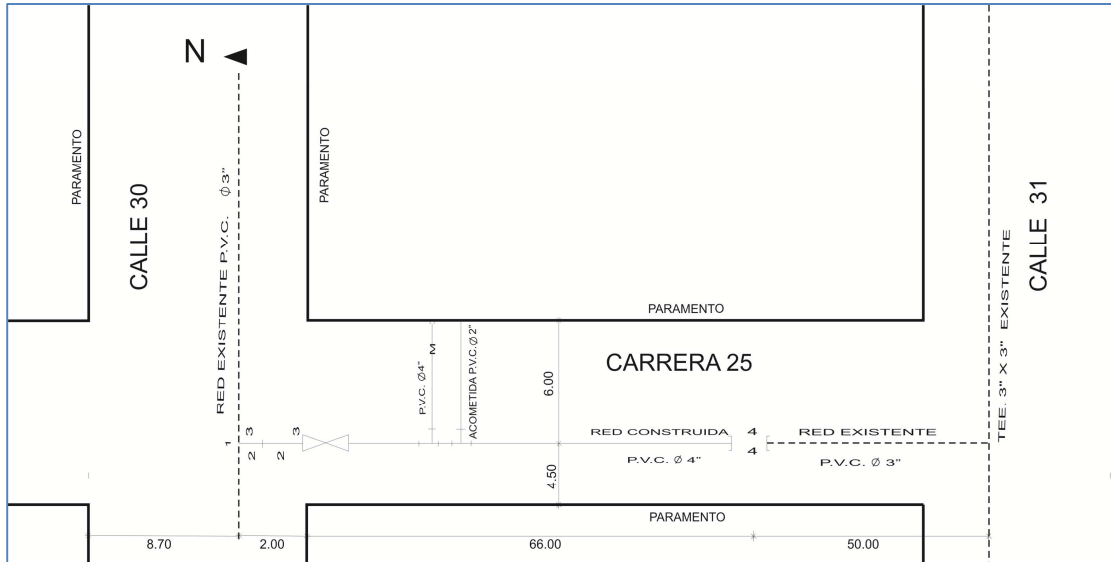 N
PARAMENTO
CALLE 30
RED EXISTENTE P.V.C. Ø3"
PARAMENTO
CALLE 31
TEE. 3" X 3" EXISTENTE
PARAMENTO
CARRERA 25
P.V.C. Ø4"
M
ACOMETIDA P.V.C.Ø2"
6.00
1
3
3
2
2
RED CONSTRUIDA
4
4
RED EXISTENTE
P.V.C. Ø 4"
P.V.C. Ø 3"
4.50
PARAMENTO
8.70
2.00
66.00
50.00